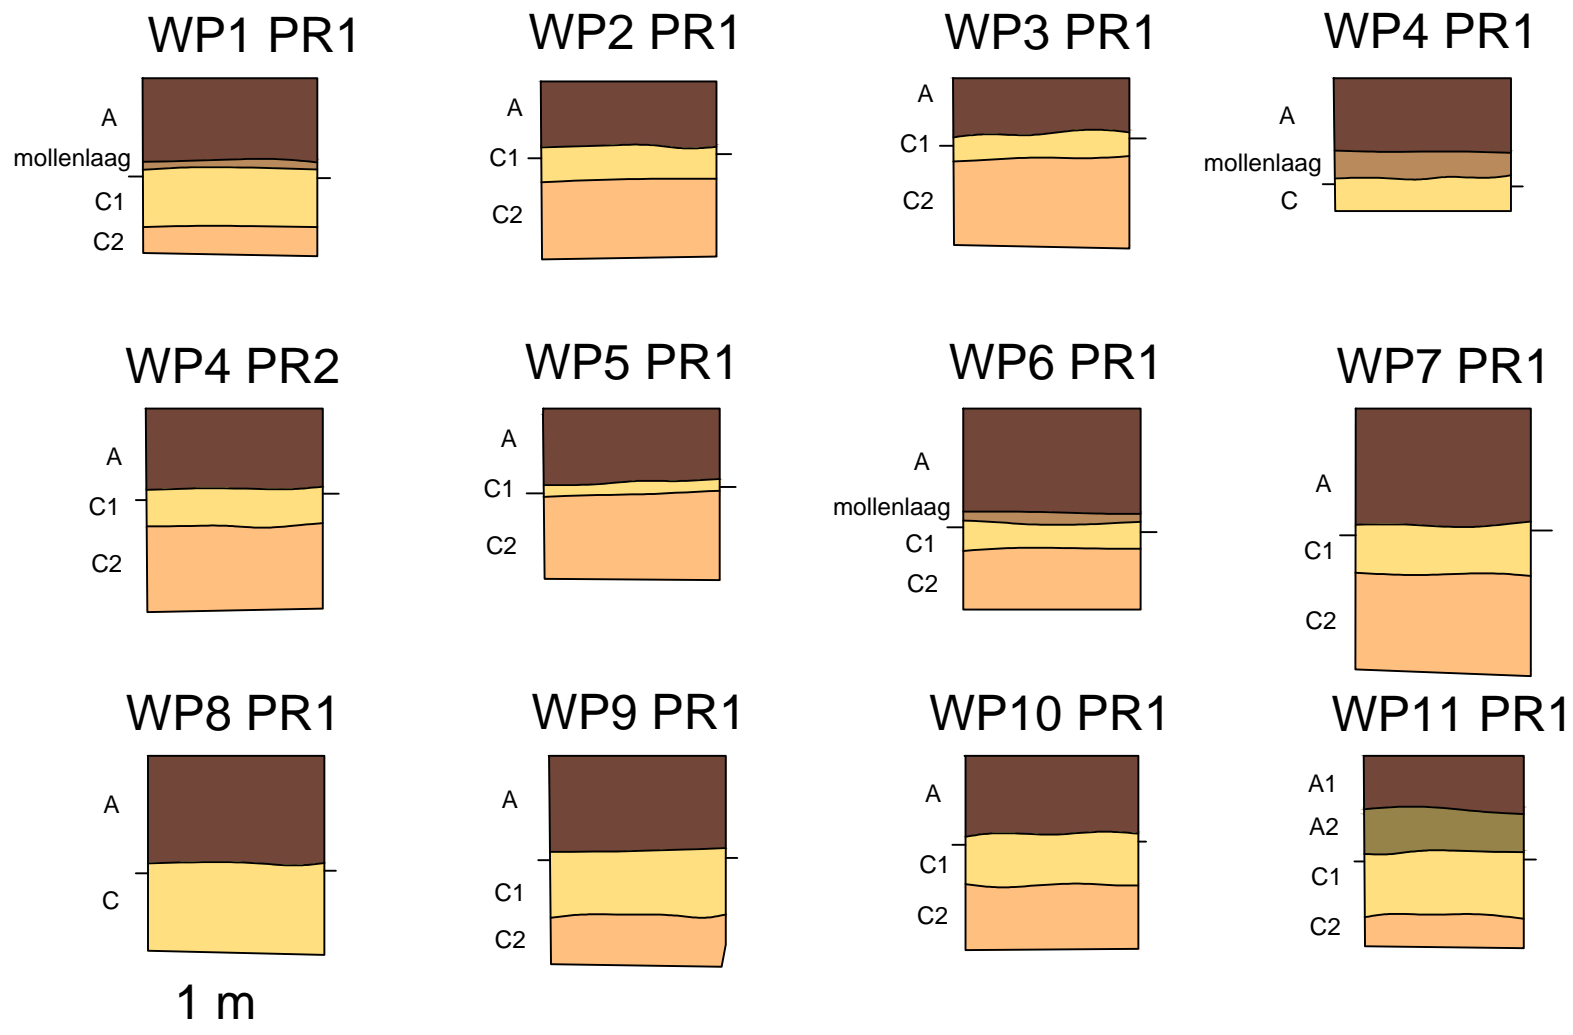 WP1 PR1
A
mollenlaag
C1
C2
WP2 PR1
A
C1
C2
WP3 PR1
A
C1
C2
WP4 PR1
A
mollenlaag
C
WP4 PR2
A
C1
C2
WP5 PR1
A
C1
C2
WP6 PR1
A
mollenlaag
C1
C2
WP7 PR1
A
C1
C2
WP8 PR1
A
C
WP9 PR1
A
C1
C2
WP10 PR1
A
C1
C2
WP11 PR1
A1
A2
C1
C2
1 m